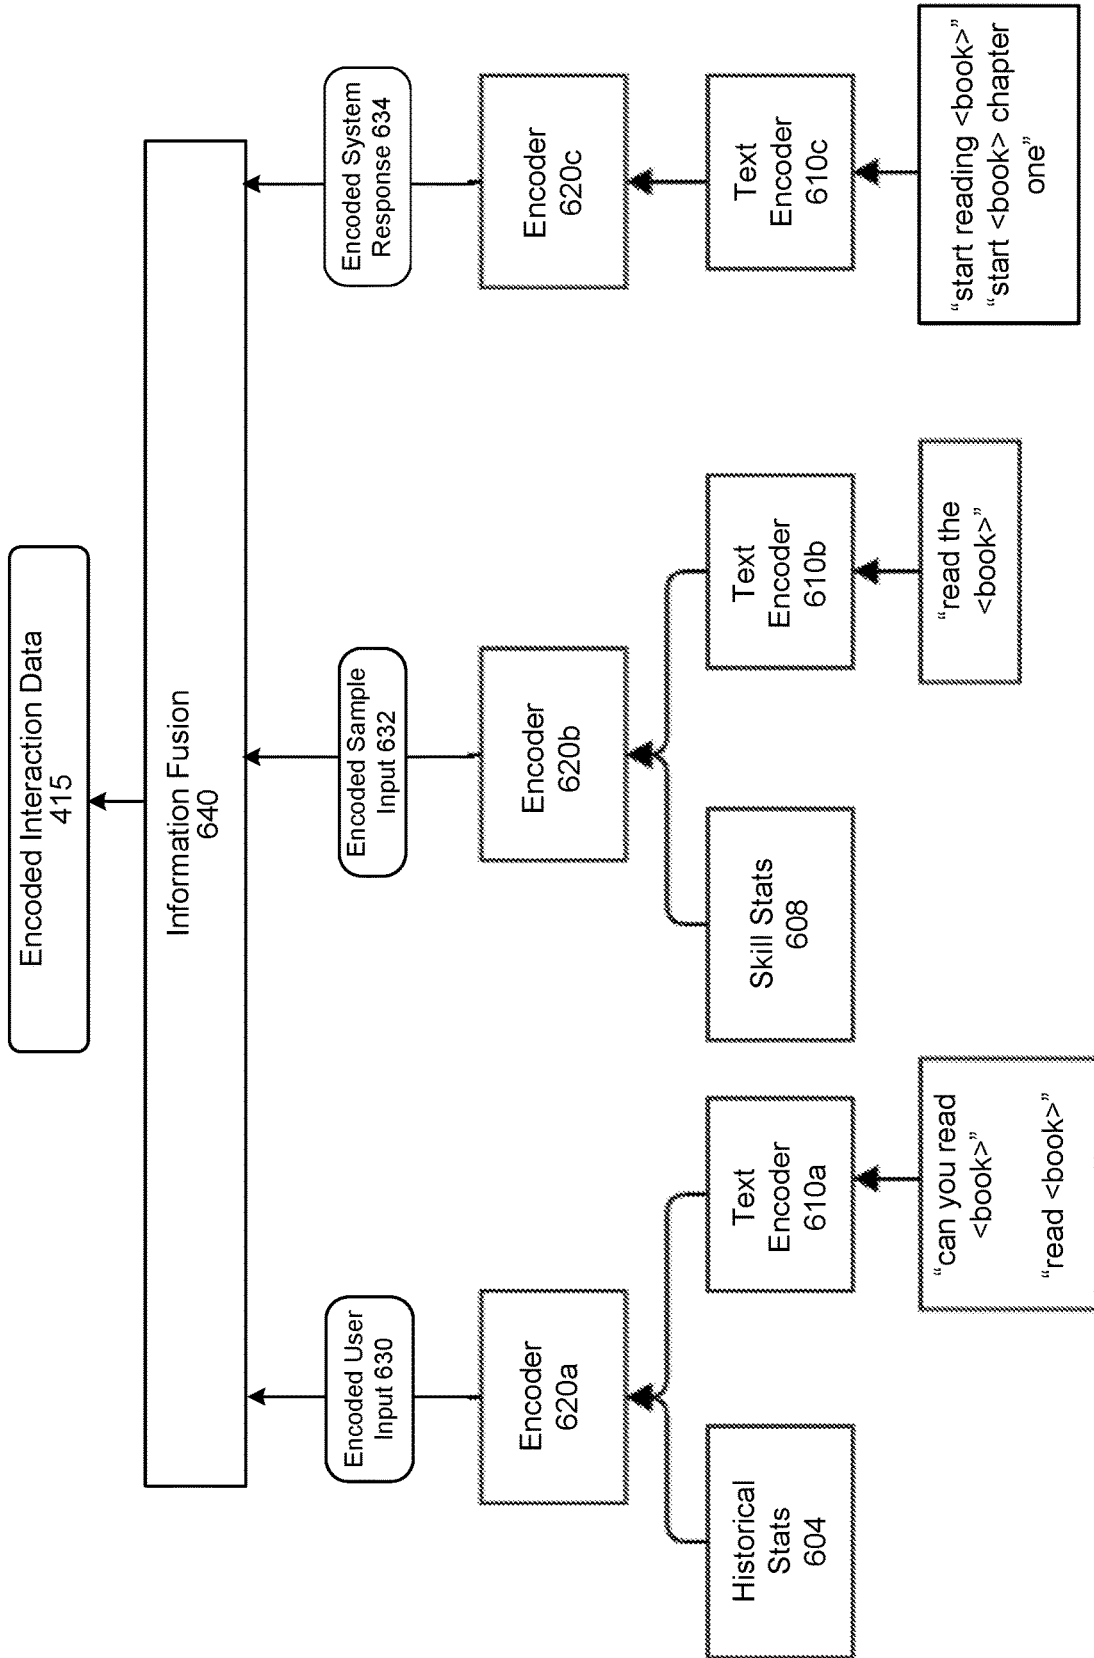 Encoded Interaction Data
415
Information Fusion
640
Encoded User
Input 630
Encoded Sample
Input 632
Encoded System
Response 634
Encoder
620a
Encoder
620b
Encoder
620c
Historical
Stats
604
Text
Encoder
610a
Skill Stats
608
Text
Encoder
610b
Text
Encoder
610c
“can you read
<book>”
“read <book>”
“read the
<book>”
“start reading <book>”
“start <book> chapter
one”